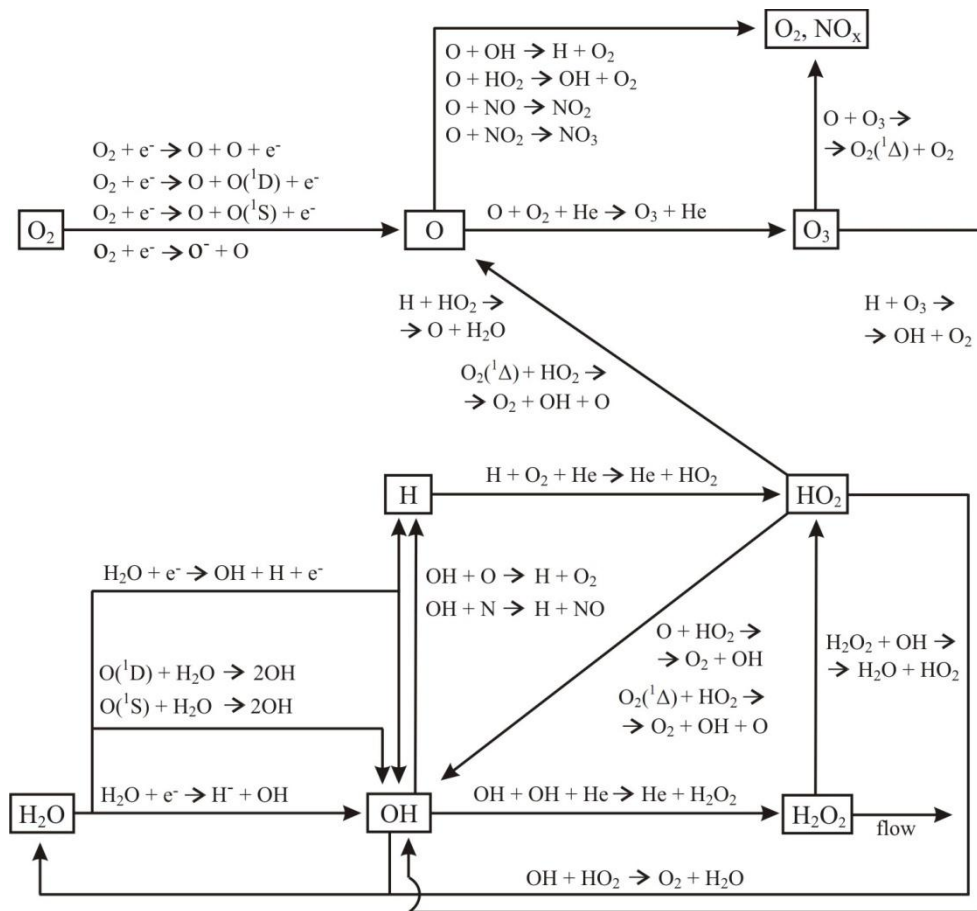 O₂, NOₓ
O + OH → H + O₂
O + HO₂ → OH + O₂
O + NO → NO₂
O + NO₂ → NO₃
O + O₃ →
→ O₂(¹Δ) + O₂
O₂ + e⁻ → O + O + e⁻
O₂ + e⁻ → O + O(¹D) + e⁻
O₂ + e⁻ → O + O(¹S) + e⁻
O₂
O
O + O₂ + He → O₃ + He
O₃
O₂ + e⁻ → O⁻ + O
H + HO₂ →
→ O + H₂O
H + O₃ →
→ OH + O₂
O₂(¹Δ) + HO₂ →
→ O₂ + OH + O
H
H + O₂ + He → He + HO₂
HO₂
H₂O + e⁻ → OH + H + e⁻
OH + O → H + O₂
OH + N → H + NO
O + HO₂ →
→ O₂ + OH
H₂O₂ + OH →
→ H₂O + HO₂
O(¹D) + H₂O → 2OH
O(¹S) + H₂O → 2OH
O₂(¹Δ) + HO₂ →
→ O₂ + OH + O
H₂O
H₂O + e⁻ → H⁻ + OH
OH
OH + OH + He → He + H₂O₂
H₂O₂
flow
OH + HO₂ → O₂ + H₂O